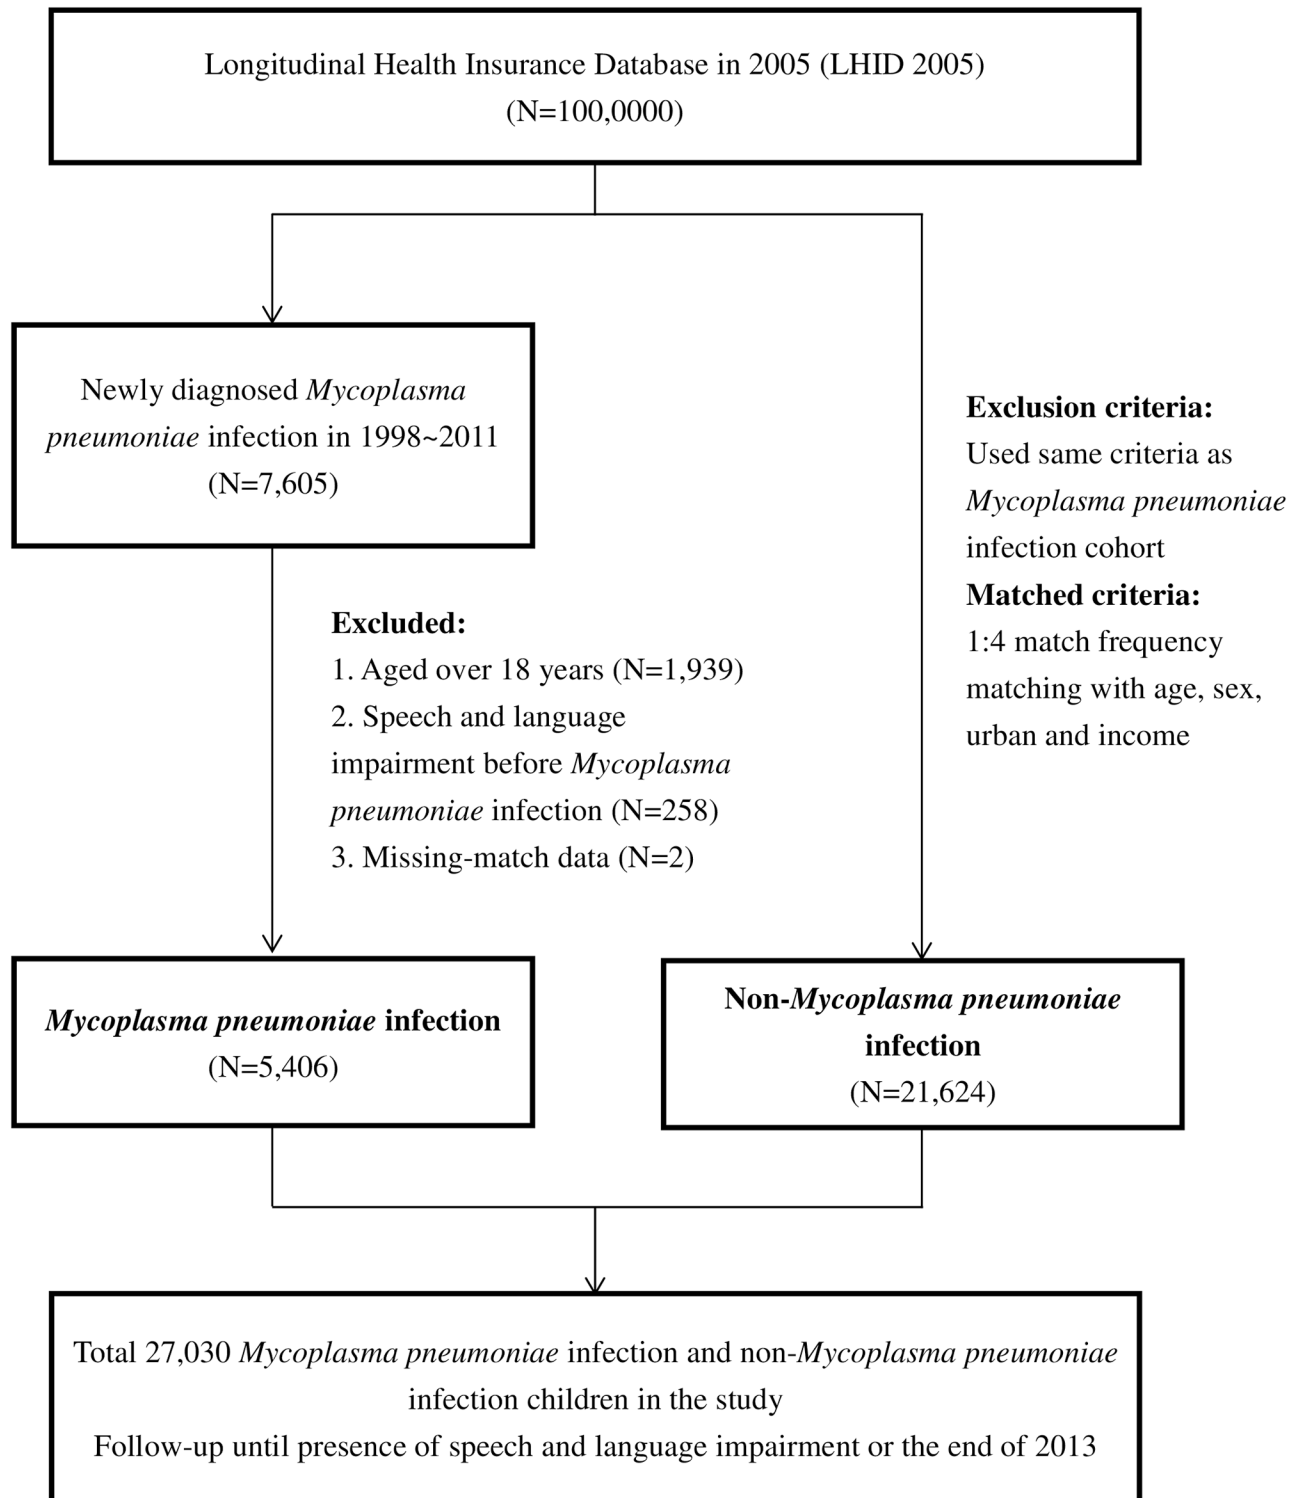 Longitudinal Health Insurance Database in 2005 (LHID 2005)
(N=100,0000)
Newly diagnosed Mycoplasma
pneumoniae infection in 1998~2011
(N=7,605)
Exclusion criteria:
Used same criteria as
Mycoplasma pneumoniae
infection cohort
Matched criteria:
1:4 match frequency
matching with age, sex,
urban and income
Excluded:
1. Aged over 18 years (N=1,939)
2. Speech and language
impairment before Mycoplasma
pneumoniae infection (N=258)
3. Missing-match data (N=2)
Mycoplasma pneumoniae infection
(N=5,406)
Non-Mycoplasma pneumoniae
infection
(N=21,624)
Total 27,030 Mycoplasma pneumoniae infection and non-Mycoplasma pneumoniae
infection children in the study
Follow-up until presence of speech and language impairment or the end of 2013